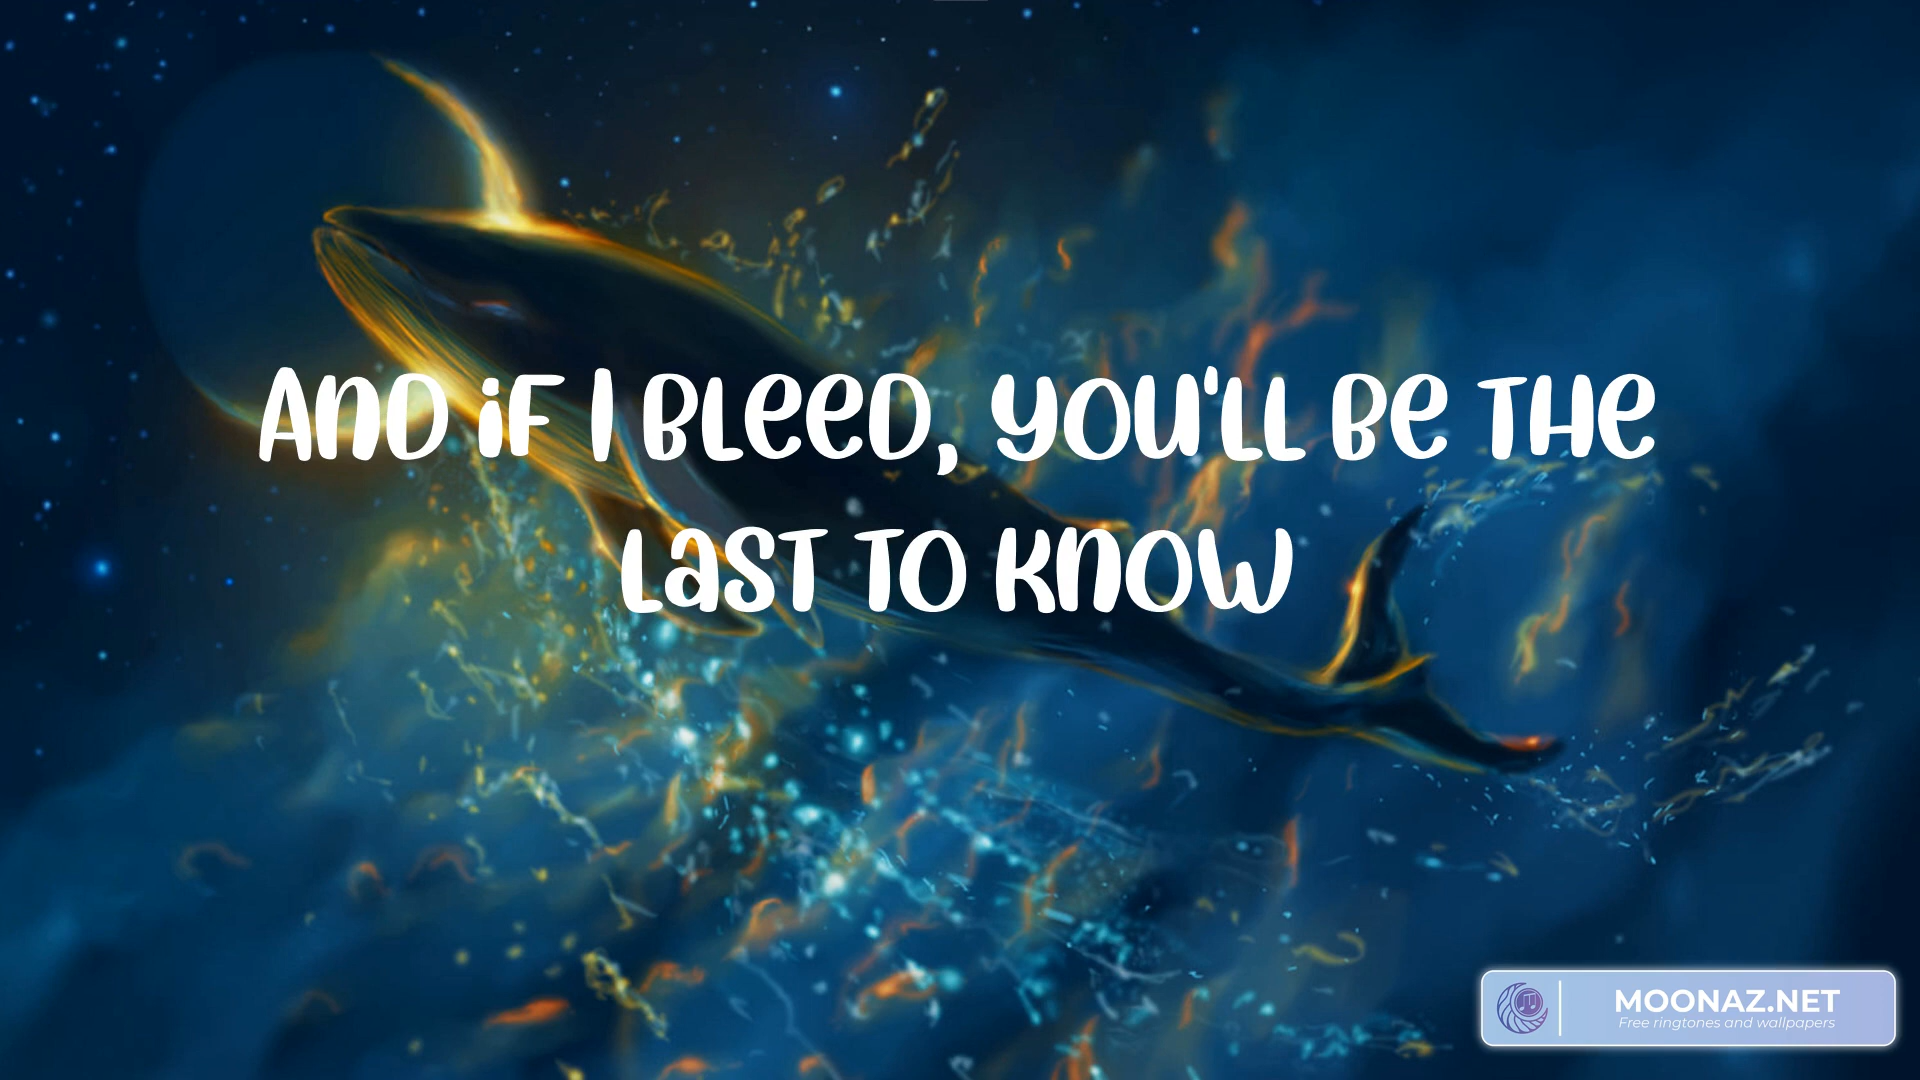 AND IF I BLEED, YOU'LL BE THE
LAST TO KNOW
MOONAZ.NET
Free ringtones and wallpapers